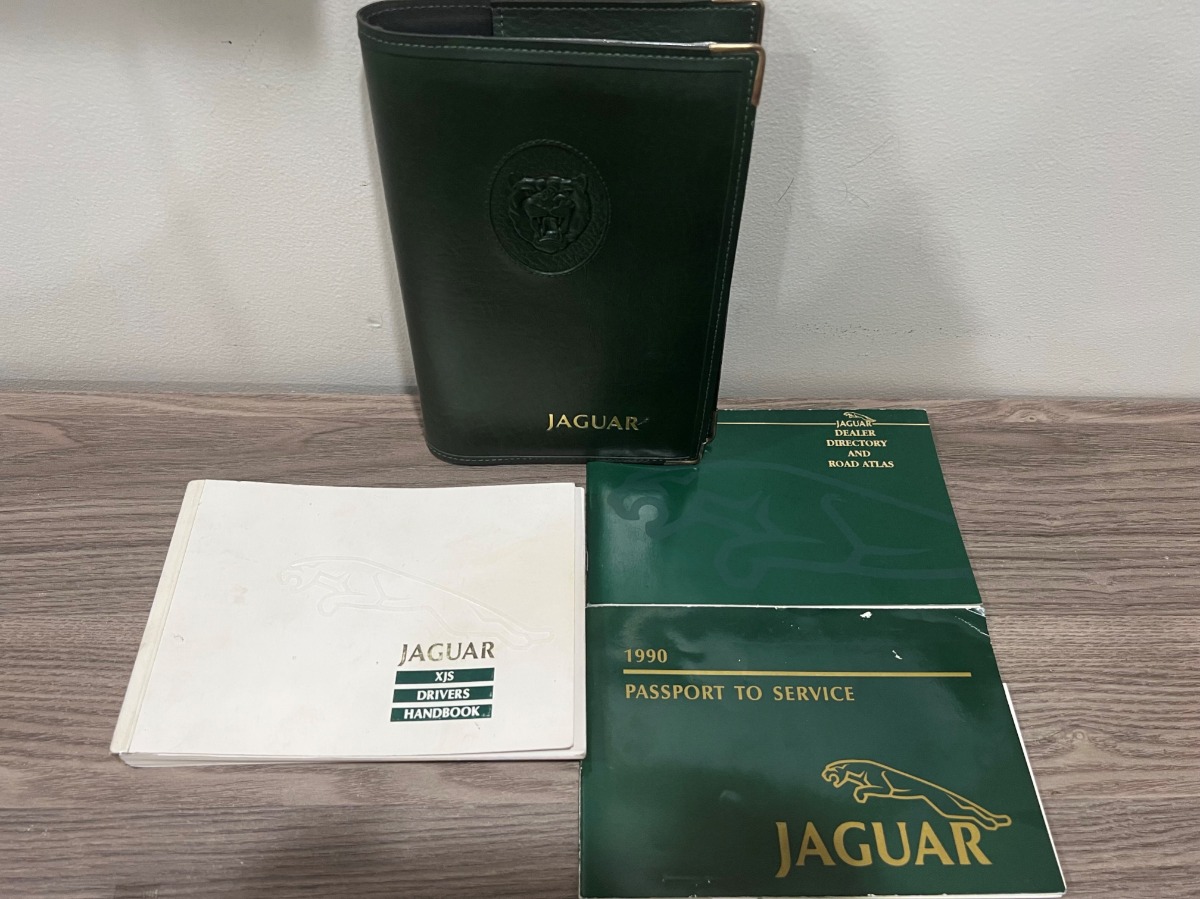 JAGUAR
JAGUAR
DEALER
DIRECTORY
AND
ROAD ATLAS
JAGUAR
XJS
DRIVERS
HANDBOOK
1990
PASSPORT TO SERVICE
JAGUAR